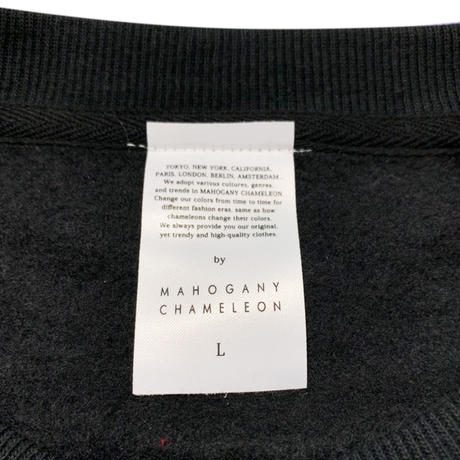 TOKYO, NEW YORK, CALIFORNIA,
PARIS, LONDON, BERLIN, AMSTERDAM...
We adopt various cultures, genres,
and trends in MAHOGANY CHAMELEON.
Change our colors from time to time for
different fashion eras, same as how
chameleons change their colors.
We always provide you our original,
yet trendy and high-quality clothes.
by
MAHOGANY
CHAMELEON
L